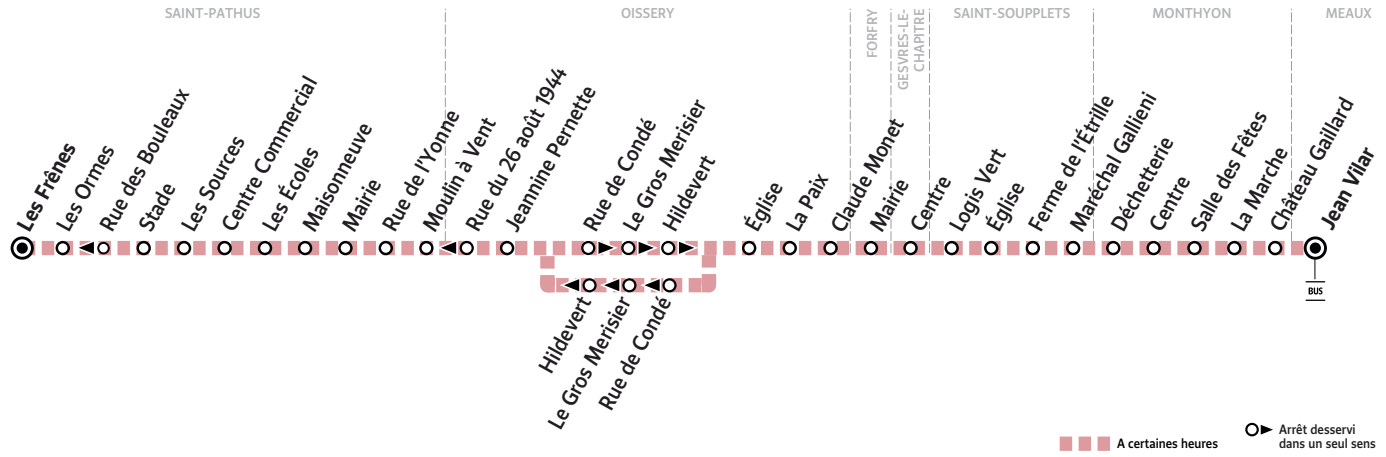 SAINT-PATHUS
OISSERY
FORFRY
GESVRES-LE-
CHAPITRE
SAINT-SOUPPLETS
MONTHYON
MEAUX
Les Frênes
Les Ormes
Rue des Bouleaux
Stade
Les Sources
Centre Commercial
Les Écoles
Maisonneuve
Mairie
Rue de l'Yonne
Moulin à Vent
Rue du 26 août 1944
Jeannine Pernette
Rue de Condé
Le Gros Merisier
Hildevert
Église
La Paix
Claude Monet
Mairie
Centre
Logis Vert
Église
Ferme de l'Étrille
Maréchal Gallieni
Déchetterie
Centre
Salle des Fêtes
La Marche
Château Gaillard
Jean Vilar
BUS
Hildevert
Le Gros Merisier
Rue de Condé
A certaines heures
Arrêt desservi
dans un seul sens